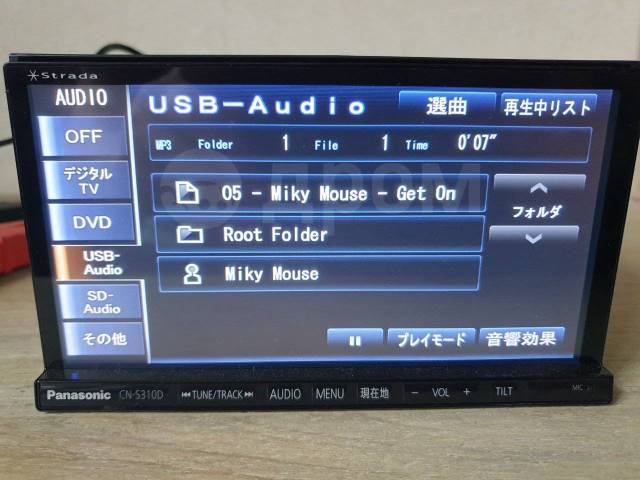 Strada
AUDIO
USB-Audio
選曲
再生中リスト
OFF
MP3 Folder 1 File 1 Time 0'07"
デジタル
TV
05 - Miky Mouse - Get On
フォルダ
DVD
Root Folder
USB-
Audio
Miky Mouse
SD-
Audio
その他
プレイモード
音響効果
дром
Panasonic CN-S310D TUNE/TRACK AUDIO MENU 現在地 - VOL + TILT MIC